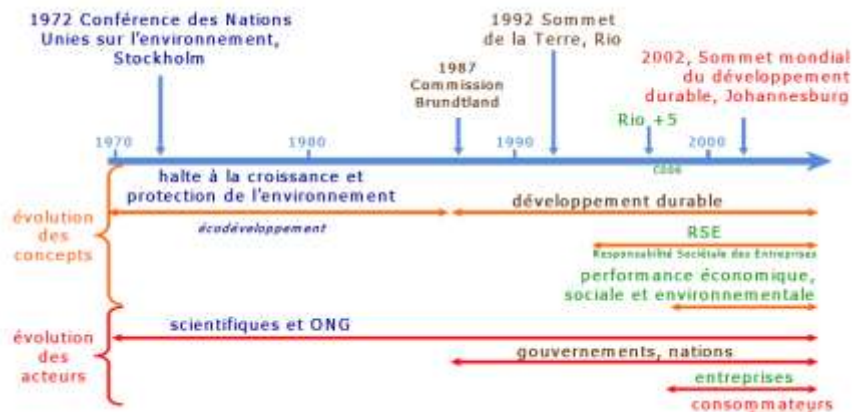 1972 Conférence des Nations
Unies sur l'environnement,
Stockholm
1987
Commission
Brundtland
1992 Sommet
de la Terre, Rio
2002, Sommet mondial
du développement
durable, Johannesburg
Rio +5
1970
1980
1990
2000
halte à la croissance et
protection de l'environnement
écodéveloppement
développement durable
RSE
Responsabilité Sociétale des Entreprises
performance économique,
sociale et environnementale
évolution
des
concepts
scientifiques et ONG
gouvernements, nations
entreprises
consommateurs
évolution
des
acteurs